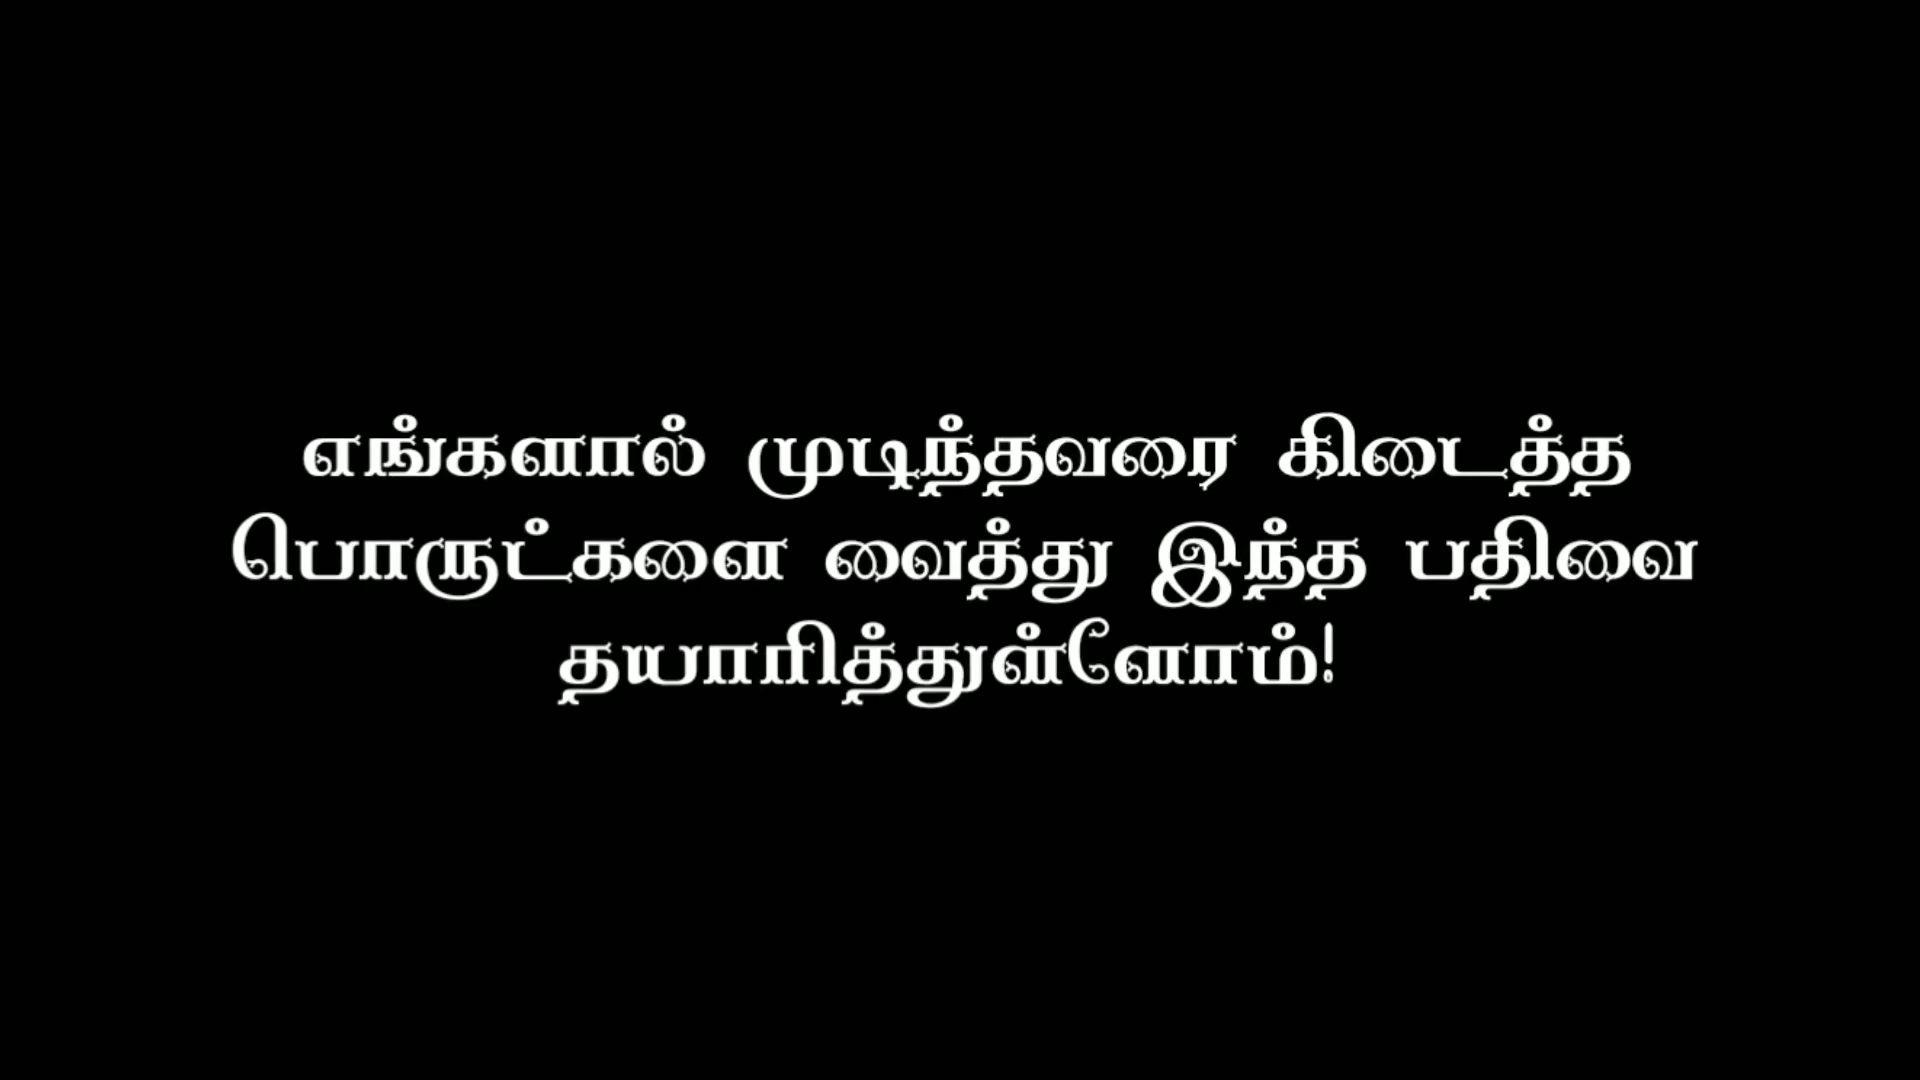 எங்களால் முடிந்தவரை கிடைத்த
பொருட்களை வைத்து இந்த பதிவை
தயாரித்துள்ளோம்!